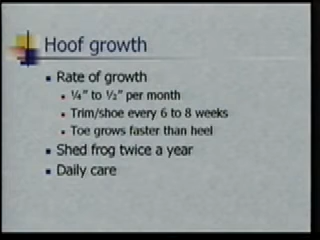 Hoof growth
Rate of growth
¼" to ½" per month
Trim/shoe every 6 to 8 weeks
Toe grows faster than heel
Shed frog twice a year
Daily care